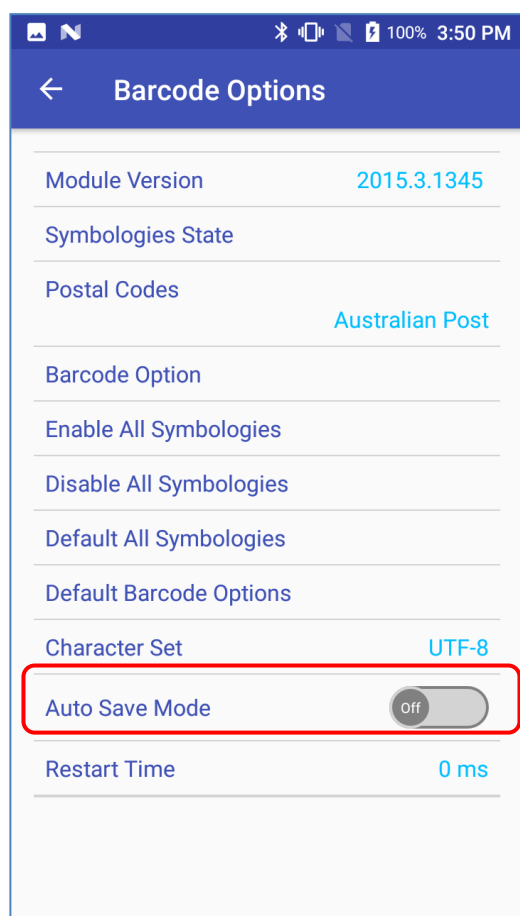 100% 3:50 PM
Barcode Options
Module Version 2015.3.1345
Symbologies State
Postal Codes
Australian Post
Barcode Option
Enable All Symbologies
Disable All Symbologies
Default All Symbologies
Default Barcode Options
Character Set UTF-8
Auto Save Mode Off
Restart Time 0 ms